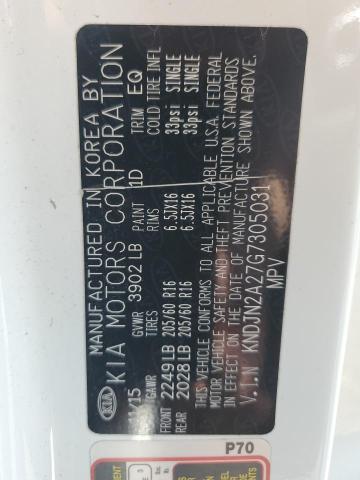 MANUFACTURED IN KOREA BY
KIA KIA MOTORS CORPORATION
/15 GVWR 3902 LB PAINT 1D TRIM EQ
GAWR TIRES RIMS COLD TIRE INFL
FRONT 2249 LB 205/60 R16 6.5JX16 33psi SINGLE
REAR 2028 LB 205/60 R16 6.5JX16 33psi SINGLE
THIS VEHICLE CONFORMS TO ALL APPLICABLE U.S.A. FEDERAL
MOTOR VEHICLE SAFETY AND THEFT PREVENTION STANDARDS
IN EFFECT ON THE DATE OF MANUFACTURE SHOWN ABOVE.
V.I.N KNDJN2A27G7305031
MPV
P70